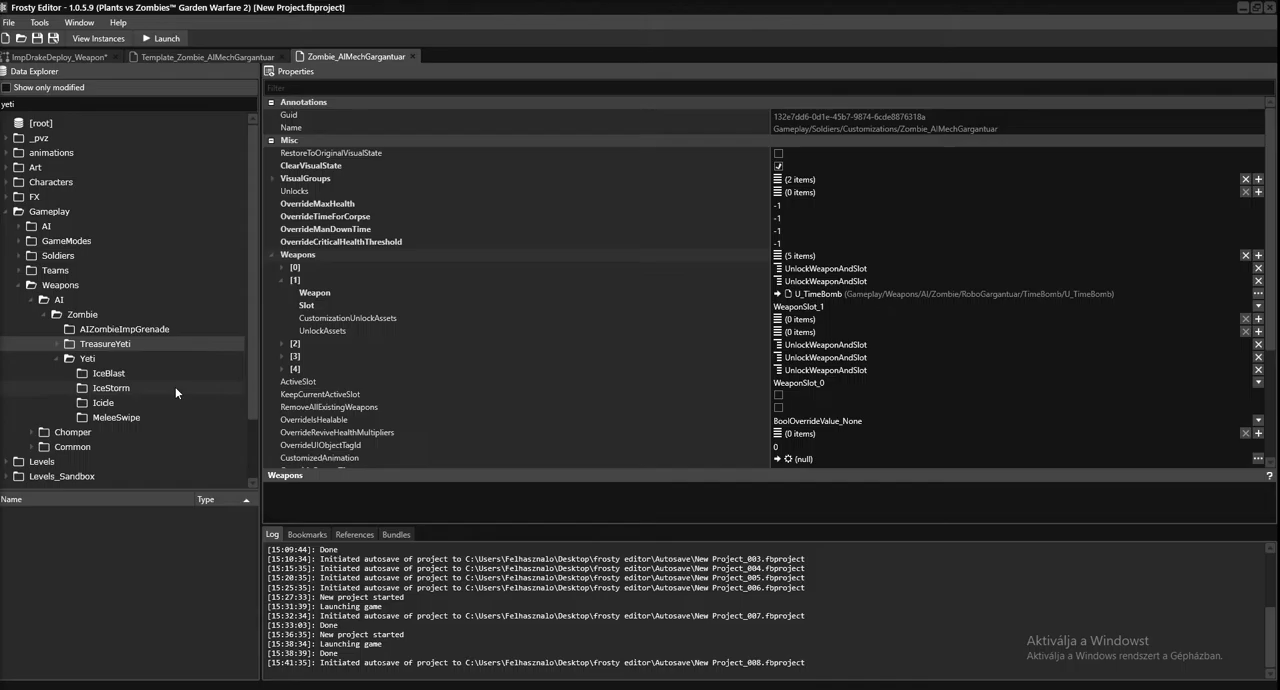 Frosty Editor - 1.0.5.9 (Plants vs Zombies™ Garden Warfare 2) [New Project.fbproject]
File Tools Window Help
View Instances Launch
ImpDrakeDeploy_Weapon* Template_Zombie_AIMechGargantuar Zombie_AIMechGargantuar
Data Explorer
Show only modified
yeti
[root]
_pvz
animations
Art
Characters
FX
Gameplay
AI
GameModes
Soldiers
Teams
Weapons
AI
Zombie
AIZombieImpGrenade
TreasureYeti
Yeti
IceBlast
IceStorm
Icicle
MeleeSwipe
Chomper
Common
Levels
Levels_Sandbox
Name Type
Properties
Filter
Annotations
Guid 132e7dd6-0d1e-45b7-9874-6cde8876318a
Name Gameplay/Soldiers/Customizations/Zombie_AIMechGargantuar
Misc
RestoreToOriginalVisualState
ClearVisualState
VisualGroups (2 items)
Unlocks (0 items)
OverrideMaxHealth -1
OverrideTimeForCorpse -1
OverrideManDownTime -1
OverrideCriticalHealthThreshold -1
Weapons (5 items)
[0] UnlockWeaponAndSlot
[1] UnlockWeaponAndSlot
Weapon U_TimeBomb (Gameplay/Weapons/AI/Zombie/RoboGargantuar/TimeBomb/U_TimeBomb)
Slot WeaponSlot_1
CustomizationUnlockAssets (0 items)
UnlockAssets (0 items)
[2] UnlockWeaponAndSlot
[3] UnlockWeaponAndSlot
[4] UnlockWeaponAndSlot
ActiveSlot WeaponSlot_0
KeepCurrentActiveSlot
RemoveAllExistingWeapons
OverrideIsHealable BoolOverrideValue_None
OverrideReviveHealthMultipliers (0 items)
OverrideUIObjectTagId 0
CustomizedAnimation (null)
Weapons ?
Log Bookmarks References Bundles
[15:09:44]: Done
[15:10:34]: Initiated autosave of project to C:\Users\Felhasznalo\Desktop\frosty editor\Autosave\New Project_003.fbproject
[15:15:35]: Initiated autosave of project to C:\Users\Felhasznalo\Desktop\frosty editor\Autosave\New Project_004.fbproject
[15:20:35]: Initiated autosave of project to C:\Users\Felhasznalo\Desktop\frosty editor\Autosave\New Project_005.fbproject
[15:25:35]: Initiated autosave of project to C:\Users\Felhasznalo\Desktop\frosty editor\Autosave\New Project_006.fbproject
[15:27:33]: New project started
[15:31:39]: Launching game
[15:32:34]: Initiated autosave of project to C:\Users\Felhasznalo\Desktop\frosty editor\Autosave\New Project_007.fbproject
[15:33:03]: Done
[15:36:35]: New project started
[15:38:34]: Launching game
[15:38:39]: Done
[15:41:35]: Initiated autosave of project to C:\Users\Felhasznalo\Desktop\frosty editor\Autosave\New Project_008.fbproject
Aktiválja a Windowst
Aktiválja a Windows rendszert a Gépházban.